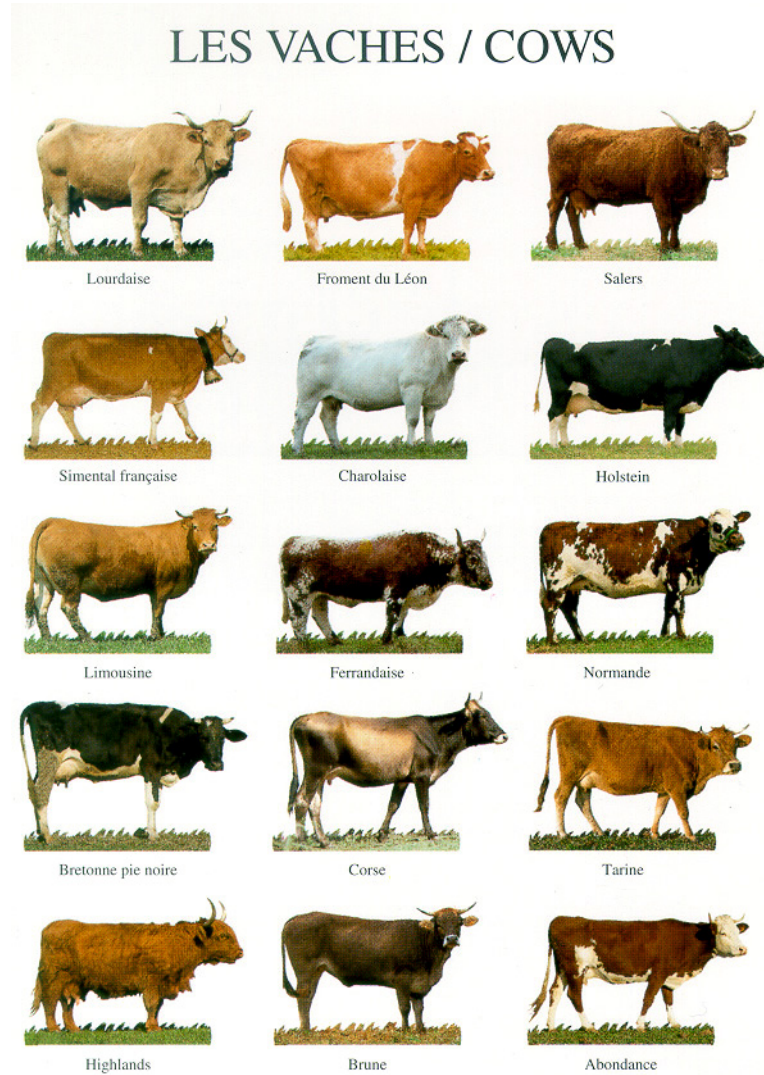 LES VACHES / COWS
Lourdaise
Froment du Léon
Salers
Simental française
Charolaise
Holstein
Limousine
Ferrandaise
Normande
Bretonne pie noire
Corse
Tarine
Highlands
Brune
Abondance